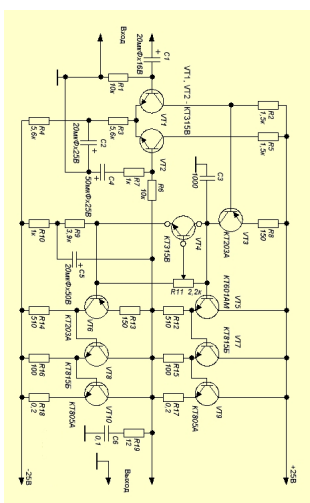 Вход
C1
20мкФх16В
R1
10к
VT1
VT1, VT2 - КТ315В
R2
1,5к
R5
1,5к
R4
5,6к
R3
5,6к
C2
20мкФх25В
C4
50мкФх25В
R7
1к
VT2
R6
10к
C3
1000
VT3
КТ203А
R8
150
R10
1к
R9
3,9к
C5
20мкФх50В
VT4
КТ315В
R11 2,2к
КТ601АМ
VT5
R14
510
VT6
КТ203А
R13
150
R12
510
VT7
КТ815Б
R16
100
VT8
КТ815Б
R15
100
VT9
КТ805А
R18
0,2
VT10
КТ805А
R17
0,2
C6
0,1
R19
12
-25В
Выход
+25В